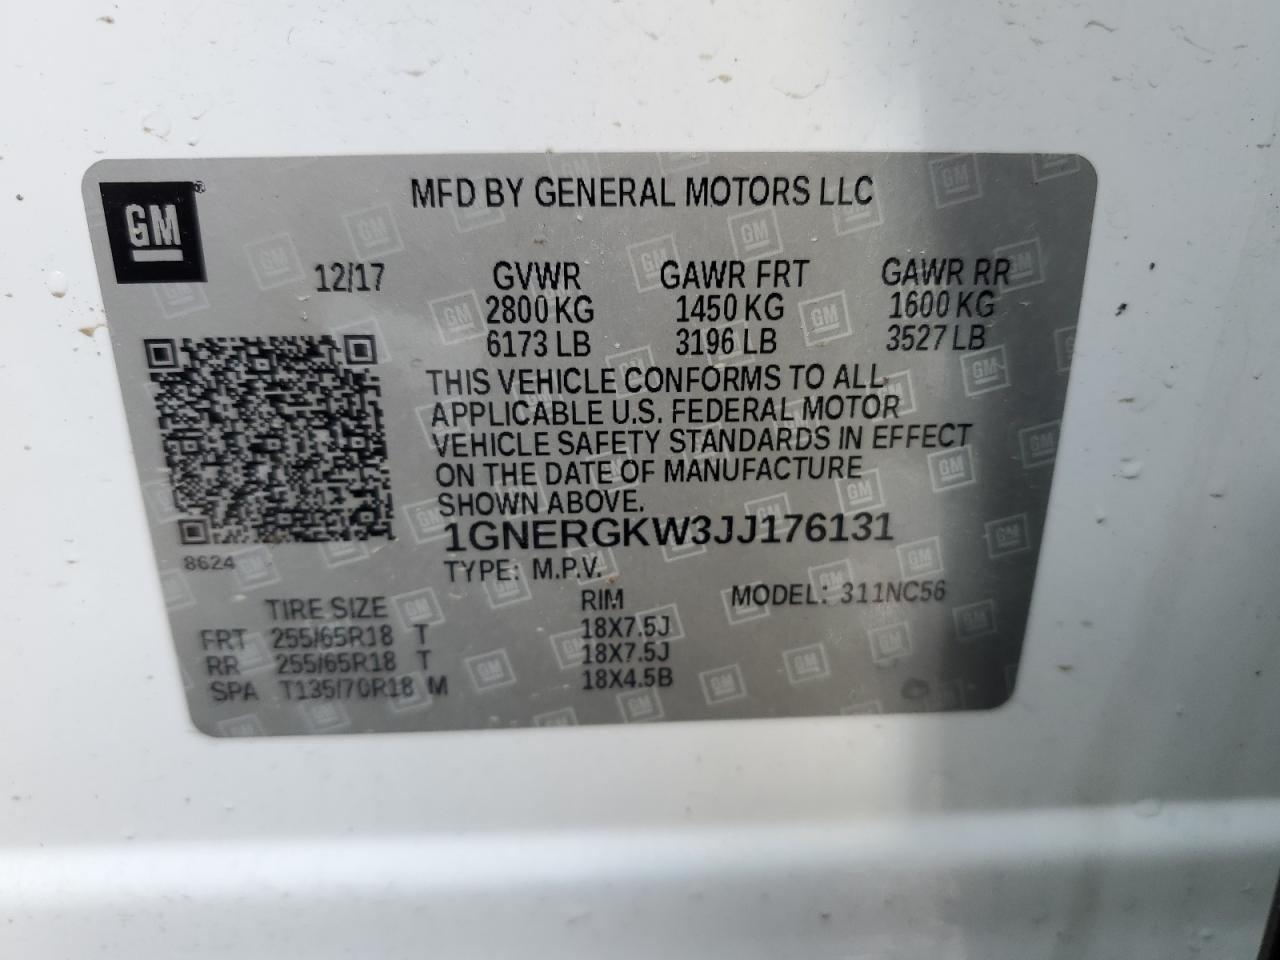 GM
MFD BY GENERAL MOTORS LLC
12/17 GVWR GAWR FRT GAWR RR
2800 KG 1450 KG 1600 KG
6173 LB 3196 LB 3527 LB
THIS VEHICLE CONFORMS TO ALL
APPLICABLE U.S. FEDERAL MOTOR
VEHICLE SAFETY STANDARDS IN EFFECT
ON THE DATE OF MANUFACTURE
SHOWN ABOVE.
1GNERGKW3JJ176131
8624
TYPE: M.P.V.
MODEL: 311NC56
TIRE SIZE RIM
FRT 255/65R18 T 18X7.5J
RR 255/65R18 T 18X7.5J
SPA T135/70R18 M 18X4.5B